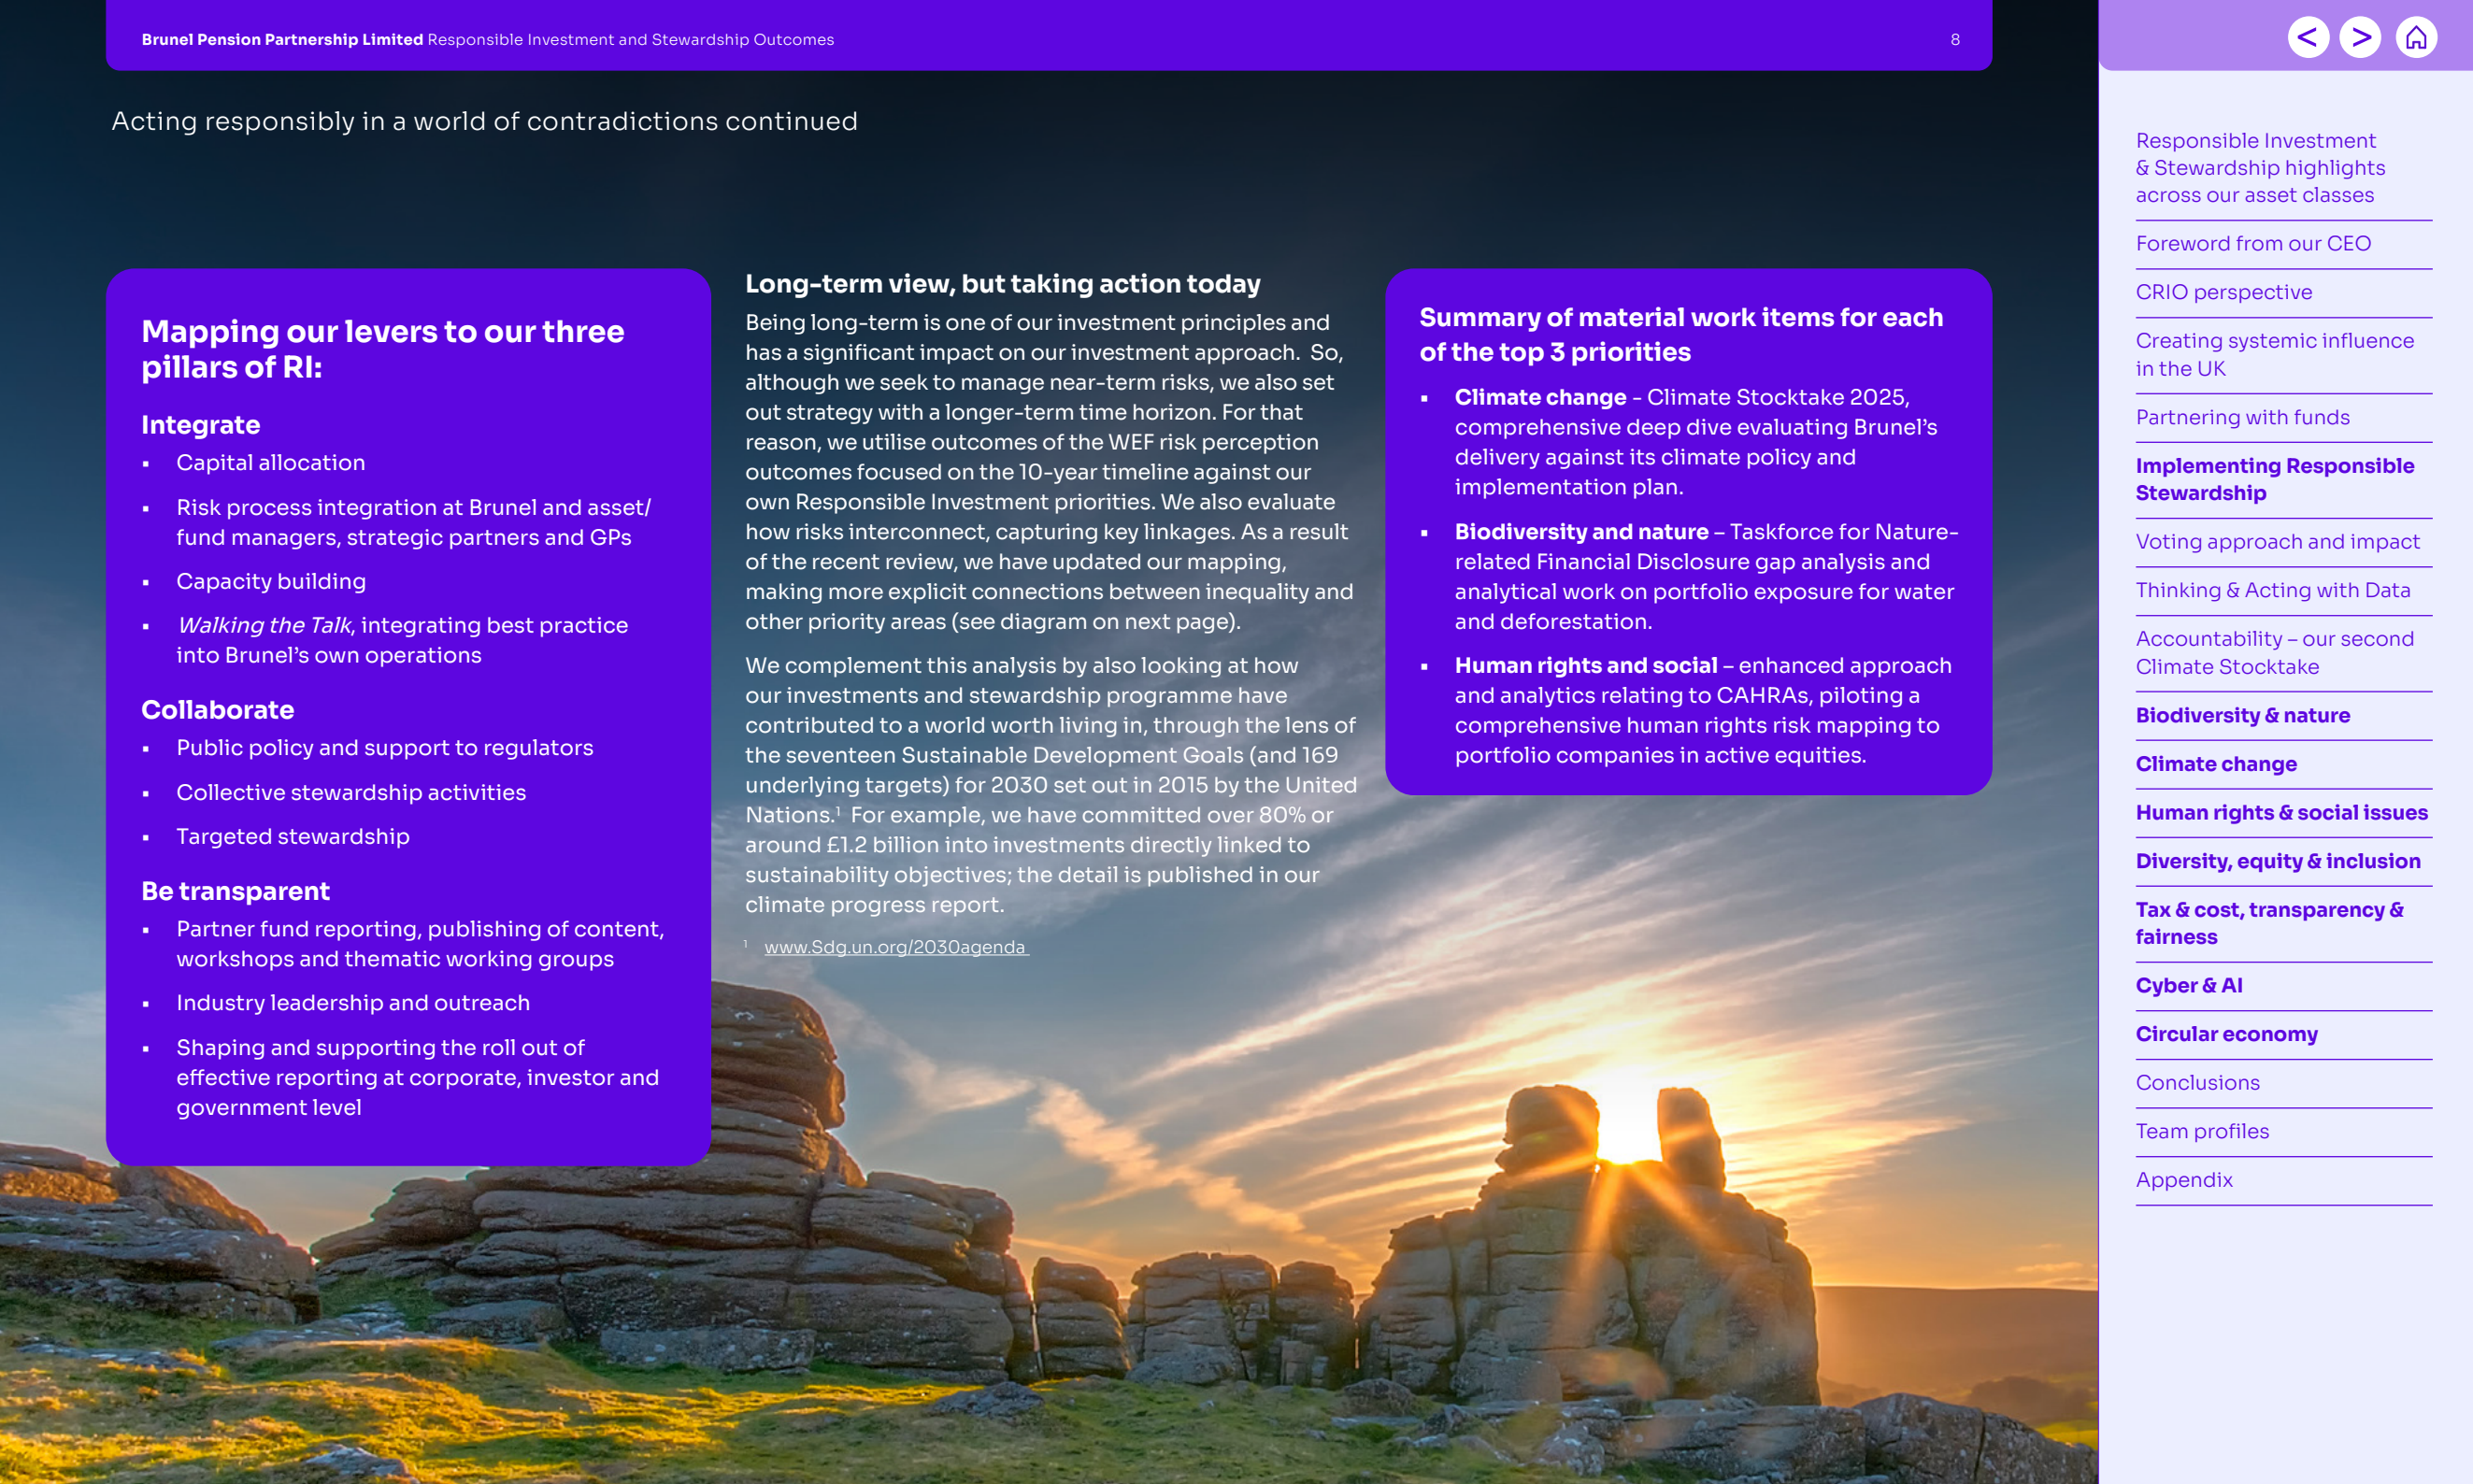 Brunel Pension Partnership Limited Responsible Investment and Stewardship Outcomes
8
Acting responsibly in a world of contradictions continued
Mapping our levers to our three
pillars of RI:
Integrate
▪ Capital allocation
▪ Risk process integration at Brunel and asset/
fund managers, strategic partners and GPs
▪ Capacity building
▪ Walking the Talk, integrating best practice
into Brunel’s own operations
Collaborate
▪ Public policy and support to regulators
▪ Collective stewardship activities
▪ Targeted stewardship
Be transparent
▪ Partner fund reporting, publishing of content,
workshops and thematic working groups
▪ Industry leadership and outreach
▪ Shaping and supporting the roll out of
effective reporting at corporate, investor and
government level
Long-term view, but taking action today
Being long-term is one of our investment principles and
has a significant impact on our investment approach.  So,
although we seek to manage near-term risks, we also set
out strategy with a longer-term time horizon. For that
reason, we utilise outcomes of the WEF risk perception
outcomes focused on the 10-year timeline against our
own Responsible Investment priorities. We also evaluate
how risks interconnect, capturing key linkages. As a result
of the recent review, we have updated our mapping,
making more explicit connections between inequality and
other priority areas (see diagram on next page).
We complement this analysis by also looking at how
our investments and stewardship programme have
contributed to a world worth living in, through the lens of
the seventeen Sustainable Development Goals (and 169
underlying targets) for 2030 set out in 2015 by the United
Nations.¹  For example, we have committed over 80% or
around £1.2 billion into investments directly linked to
sustainability objectives; the detail is published in our
climate progress report.
¹ www.Sdg.un.org/2030agenda
Summary of material work items for each
of the top 3 priorities
▪ Climate change - Climate Stocktake 2025,
comprehensive deep dive evaluating Brunel’s
delivery against its climate policy and
implementation plan.
▪ Biodiversity and nature – Taskforce for Nature-
related Financial Disclosure gap analysis and
analytical work on portfolio exposure for water
and deforestation.
▪ Human rights and social – enhanced approach
and analytics relating to CAHRAs, piloting a
comprehensive human rights risk mapping to
portfolio companies in active equities.
< >
Responsible Investment
& Stewardship highlights
across our asset classes
Foreword from our CEO
CRIO perspective
Creating systemic influence
in the UK
Partnering with funds
Implementing Responsible
Stewardship
Voting approach and impact
Thinking & Acting with Data
Accountability – our second
Climate Stocktake
Biodiversity & nature
Climate change
Human rights & social issues
Diversity, equity & inclusion
Tax & cost, transparency &
fairness
Cyber & AI
Circular economy
Conclusions
Team profiles
Appendix